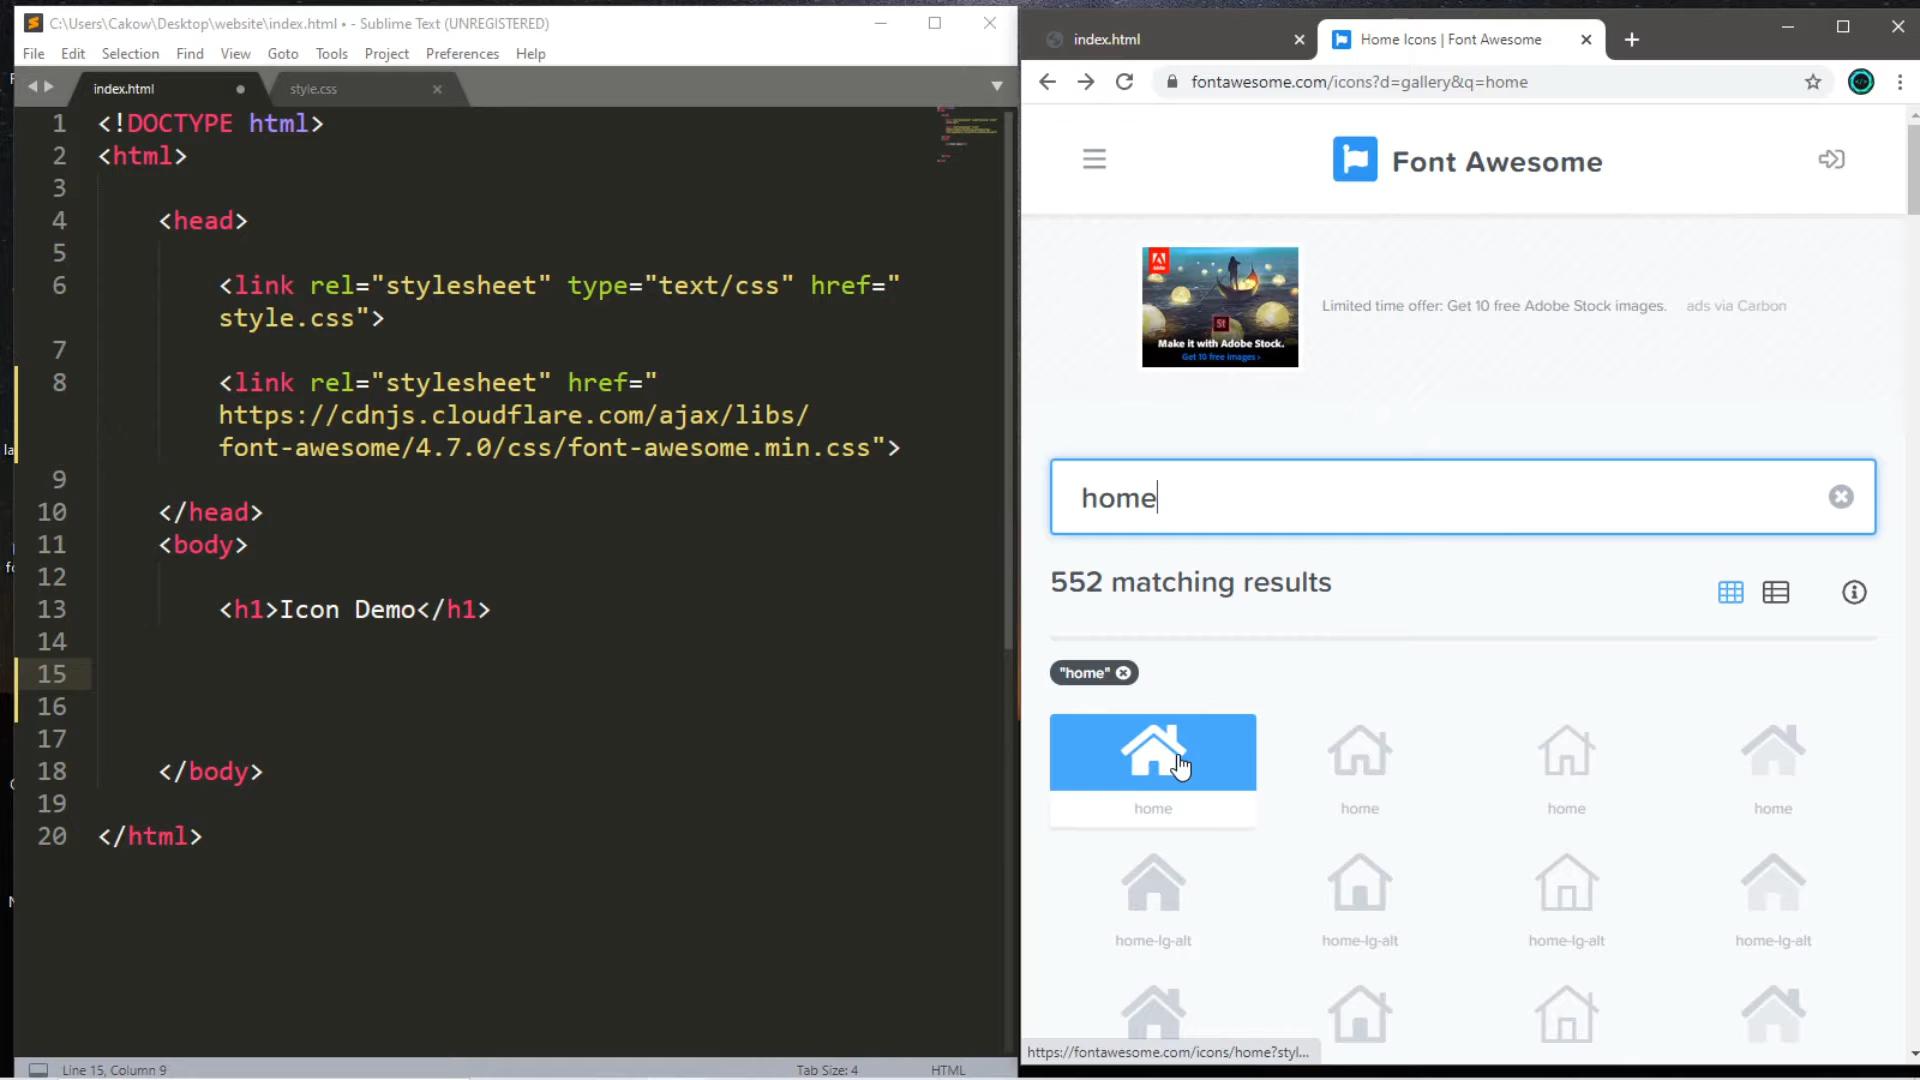 C:\Users\Cakow\Desktop\website\index.html • - Sublime Text (UNREGISTERED)
File Edit Selection Find View Goto Tools Project Preferences Help
index.html
style.css
1 <!DOCTYPE html>
2 <html>
3
4 <head>
5
6 <link rel="stylesheet" type="text/css" href="
style.css">
7
8 <link rel="stylesheet" href="
https://cdnjs.cloudflare.com/ajax/libs/
font-awesome/4.7.0/css/font-awesome.min.css">
9
10 </head>
11 <body>
12
13 <h1>Icon Demo</h1>
14
15
16
17
18 </body>
19
20 </html>
Line 15, Column 9
Tab Size: 4
HTML
index.html
Home Icons | Font Awesome
fontawesome.com/icons?d=gallery&q=home
Font Awesome
Make it with Adobe Stock.
Get 10 free images ›
St
Adobe
Limited time offer: Get 10 free Adobe Stock images.
ads via Carbon
home
552 matching results
"home"
home home home home
home-lg-alt home-lg-alt home-lg-alt home-lg-alt
https://fontawesome.com/icons/home?styl...